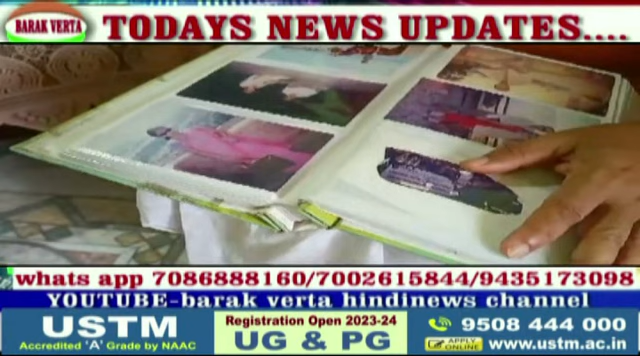 BARAK VERTA
TODAYS NEWS UPDATES....
whats app 7086888160/7002615844/9435173098
YOUTUBE-barak verta hindinews channel
USTM
Accredited 'A' Grade by NAAC
Registration Open 2023-24
UG & PG
9508 444 000
APPLY ONLINE
www.ustm.ac.in